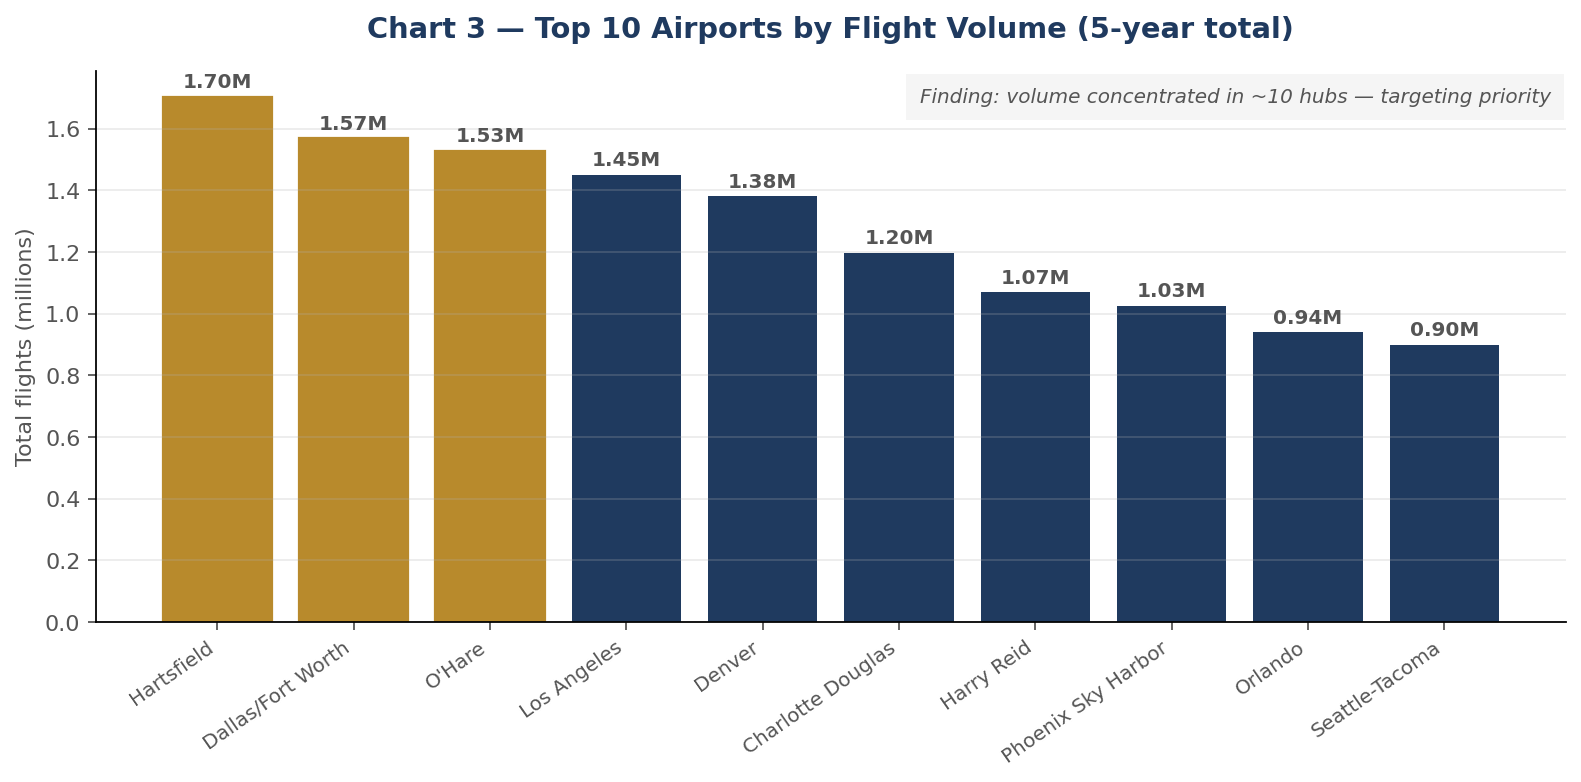 Chart 3 — Top 10 Airports by Flight Volume (5-year total)
Finding: volume concentrated in ~10 hubs — targeting priority
Total flights (millions)
1.6
1.4
1.2
1.0
0.8
0.6
0.4
0.2
0.0
1.70M
1.57M
1.53M
1.45M
1.38M
1.20M
1.07M
1.03M
0.94M
0.90M
Hartsfield
Dallas/Fort Worth
O'Hare
Los Angeles
Denver
Charlotte Douglas
Harry Reid
Phoenix Sky Harbor
Orlando
Seattle-Tacoma